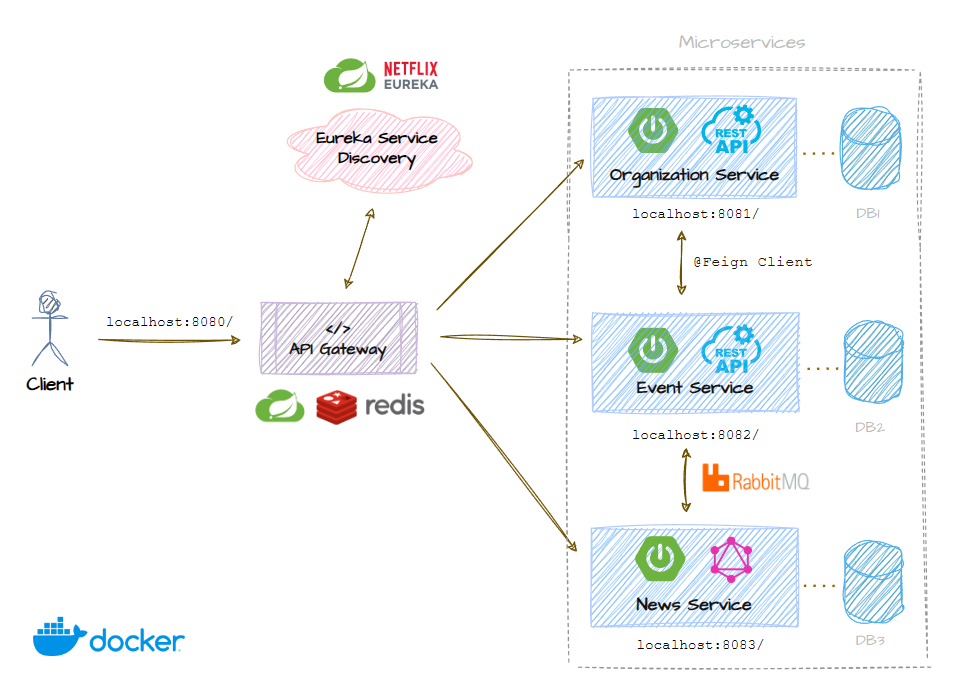 Microservices
NETFLIX
EUREKA
Eureka Service
Discovery
REST
API
Organization Service
localhost:8081/
DB1
@Feign Client
Client
localhost:8080/
</>
API Gateway
redis
REST
API
Event Service
localhost:8082/
DB2
RabbitMQ
News Service
localhost:8083/
DB3
docker